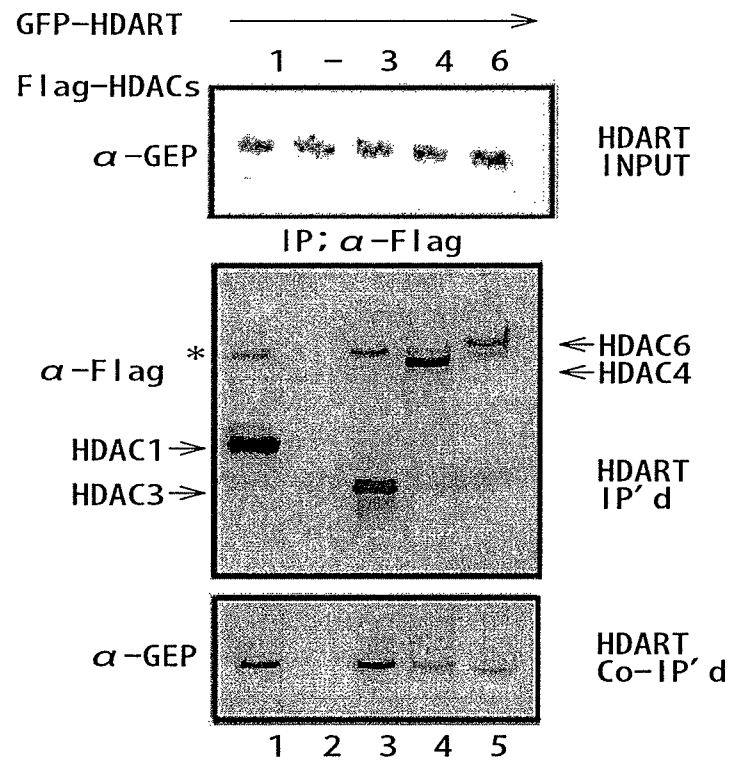 GFP-HDART
1 - 3 4 6
Flag-HDACs
α-GEP
HDART
INPUT
IP; α-Flag
*
α-Flag
←HDAC6
←HDAC4
HDAC1→
HDAC3→
HDART
IP'd
α-GEP
HDART
Co-IP'd
1 2 3 4 5